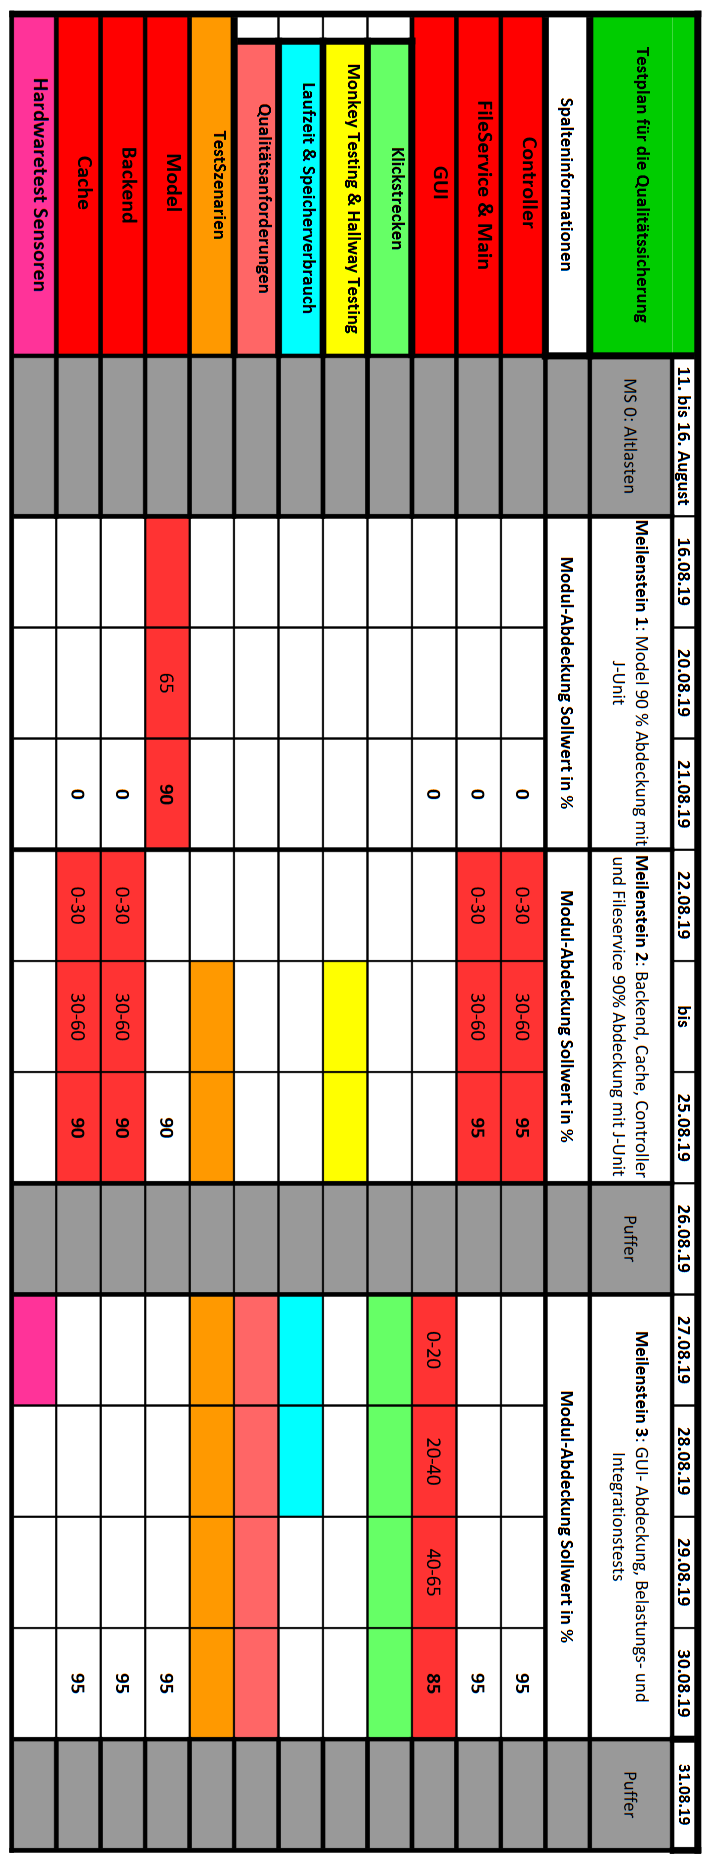 Testplan für die Qualitätssicherung
11. bis 16. August
16.08.19
20.08.19
21.08.19
22.08.19
bis
25.08.19
26.08.19
27.08.19
28.08.19
29.08.19
30.08.19
31.08.19
MS 0: Altlasten
Meilenstein 1: Model 90 % Abdeckung mit
J-Unit
Meilenstein 2: Backend, Cache, Controller
und Fileservice 90% Abdeckung mit J-Unit
Puffer
Meilenstein 3: GUI- Abdeckung, Belastungs- und
Integrationstests
Puffer
Spalteninformationen
Modul-Abdeckung Sollwert in %
Modul-Abdeckung Sollwert in %
Modul-Abdeckung Sollwert in %
Controller
0
0-30
30-60
95
95
FileService & Main
0
0-30
30-60
95
95
GUI
0
0-20
20-40
40-65
85
Klickstrecken
Monkey Testing & Hallway Testing
Laufzeit & Speicherverbrauch
Qualitätsanforderungen
TestSzenarien
Model
65
90
90
95
Backend
0
0-30
30-60
90
95
Cache
0
0-30
30-60
90
95
Hardwaretest Sensoren